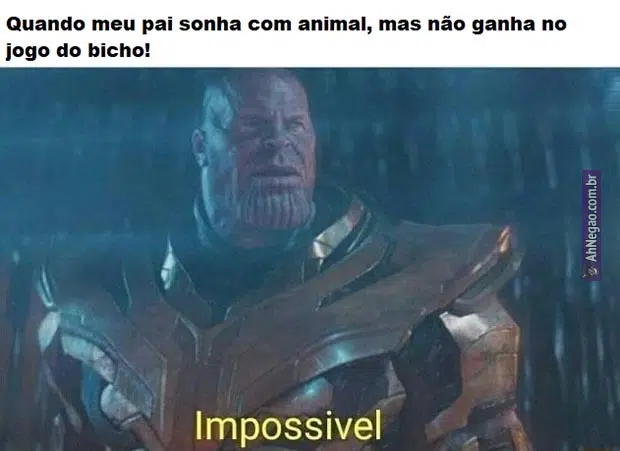 Quando meu pai sonha com animal, mas não ganha no
jogo do bicho!
AhNegao.com.br
Impossivel